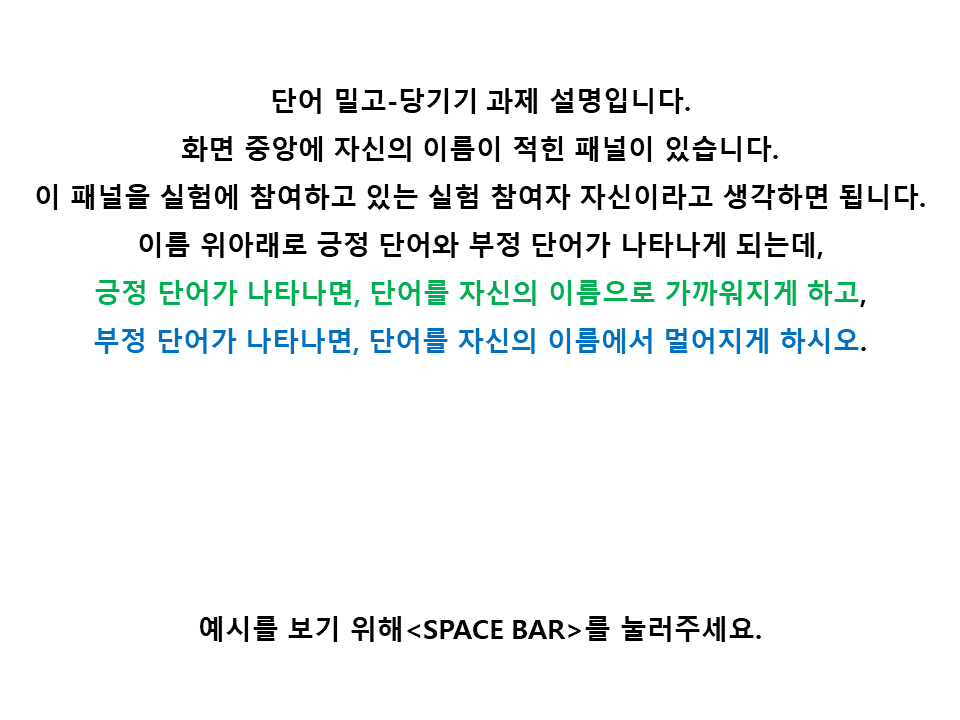 단어 밀고-당기기 과제 설명입니다.
화면 중앙에 자신의 이름이 적힌 패널이 있습니다.
이 패널을 실험에 참여하고 있는 실험 참여자 자신이라고 생각하면 됩니다.
이름 위아래로 긍정 단어와 부정 단어가 나타나게 되는데,
긍정 단어가 나타나면, 단어를 자신의 이름으로 가까워지게 하고,
부정 단어가 나타나면, 단어를 자신의 이름에서 멀어지게 하시오.
예시를 보기 위해<SPACE BAR>를 눌러주세요.